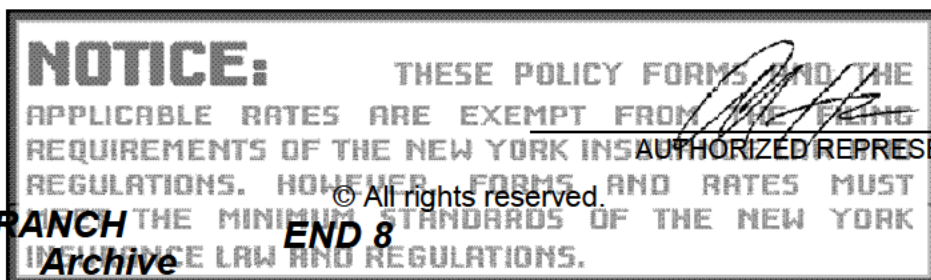 NOTICE: THESE POLICY FORMS AND THE
APPLICABLE RATES ARE EXEMPT FROM THE FILING
REQUIREMENTS OF THE NEW YORK
AUTHORIZED REPRESE
REGULATIONS. HOWEVER, FORMS AND RATES MUST
© All rights reserved.
THE MINIMUM STANDARDS OF THE NEW YORK
RANCH
END 8
INSURANCE LAW AND REGULATIONS.
Archive